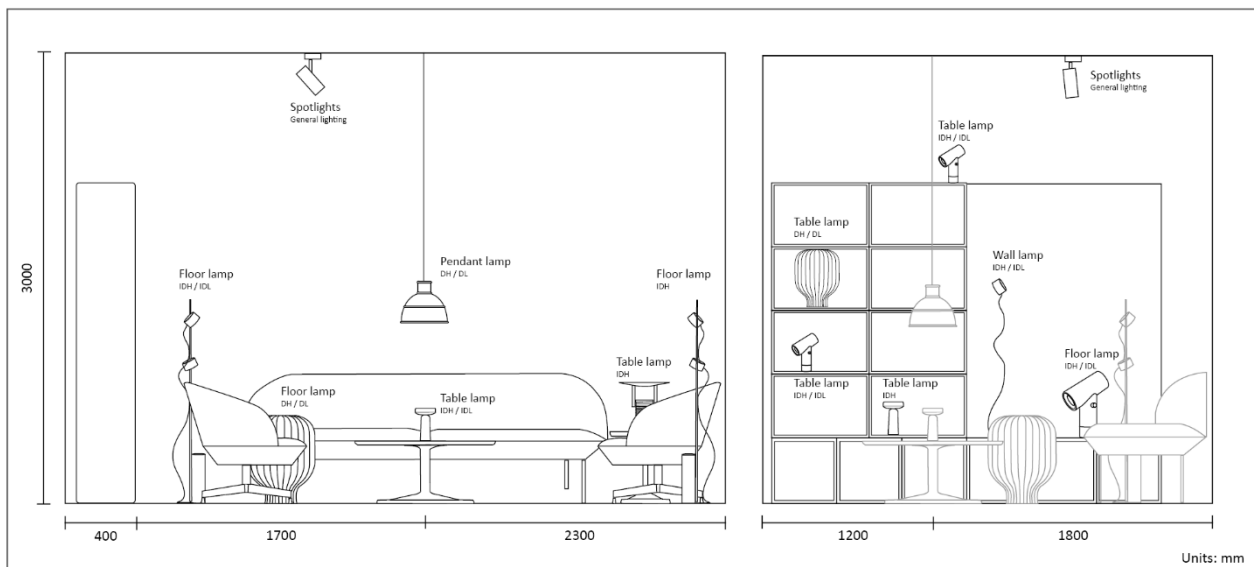 Spotlights
General lighting
3000
Floor lamp
IDH / IDL
Pendant lamp
DH / DL
Floor lamp
IDH
Table lamp
IDH
Floor lamp
DH / DL
Table lamp
IDH / IDL
400
1700
2300
Spotlights
General lighting
Table lamp
IDH / IDL
Table lamp
DH / DL
Wall lamp
IDH / IDL
Floor lamp
IDH / IDL
Table lamp
IDH / IDL
Table lamp
IDH
1200
1800
Units: mm